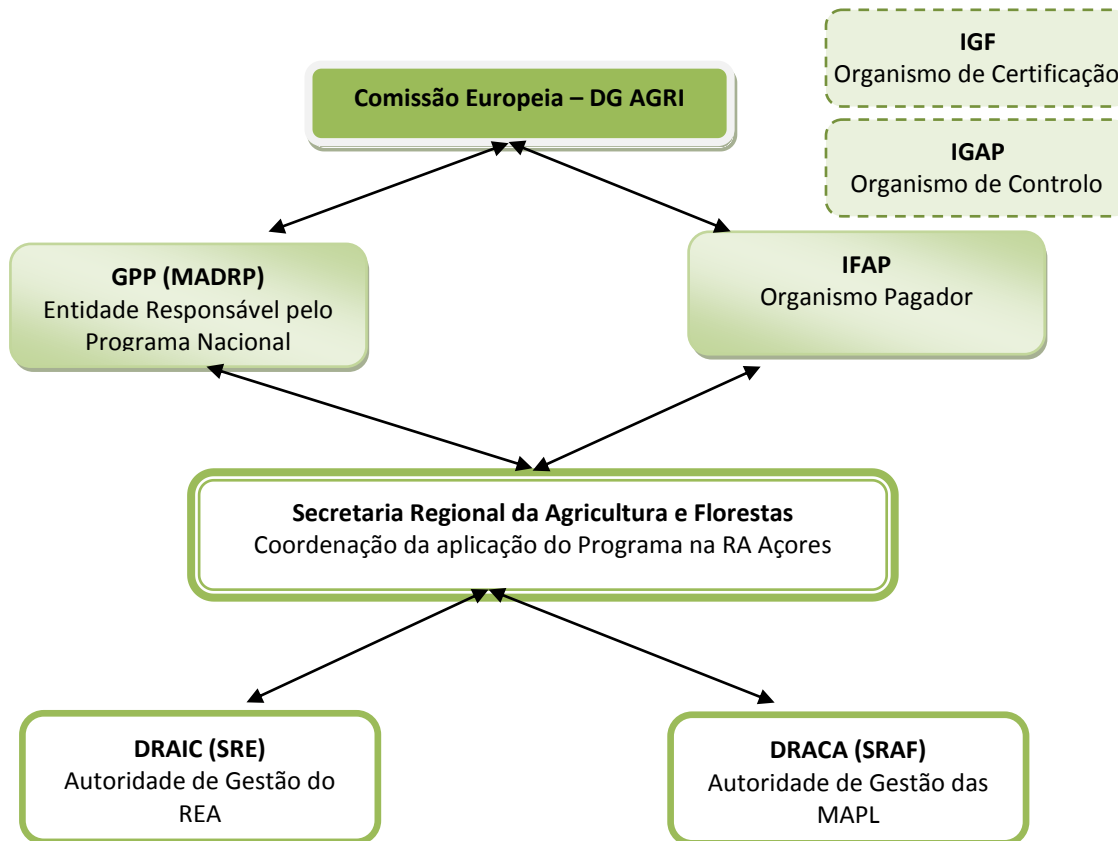 IGF
Organismo de Certificação
Comissão Europeia – DG AGRI
IGAP
Organismo de Controlo
GPP (MADRP)
Entidade Responsável pelo
Programa Nacional
IFAP
Organismo Pagador
Secretaria Regional da Agricultura e Florestas
Coordenação da aplicação do Programa na RA Açores
DRAIC (SRE)
Autoridade de Gestão do
REA
DRACA (SRAF)
Autoridade de Gestão das
MAPL